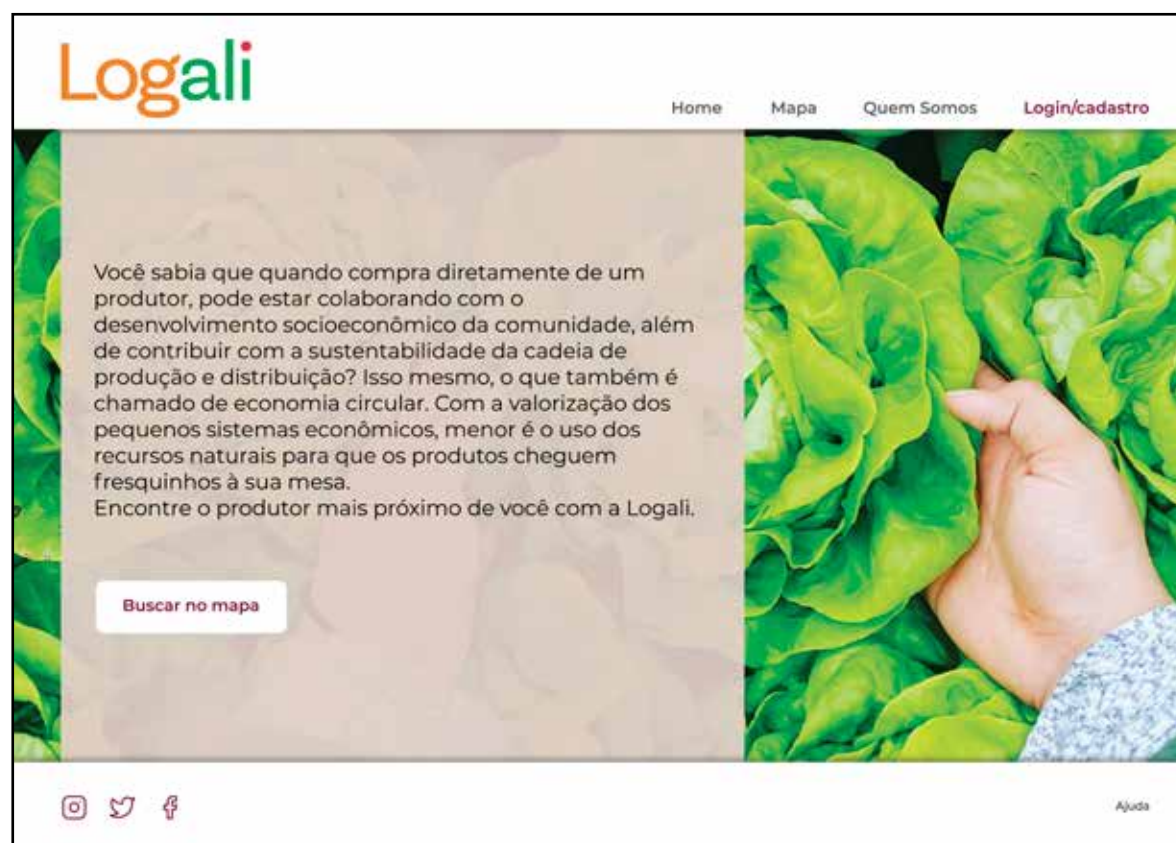 Logali
Home Mapa Quem Somos Login/cadastro
Você sabia que quando compra diretamente de um
produtor, pode estar colaborando com o
desenvolvimento socioeconômico da comunidade, além
de contribuir com a sustentabilidade da cadeia de
produção e distribuição? Isso mesmo, o que também é
chamado de economia circular. Com a valorização dos
pequenos sistemas econômicos, menor é o uso dos
recursos naturais para que os produtos cheguem
fresquinhos à sua mesa.
Encontre o produtor mais próximo de você com a Logali.
Buscar no mapa
Ajuda